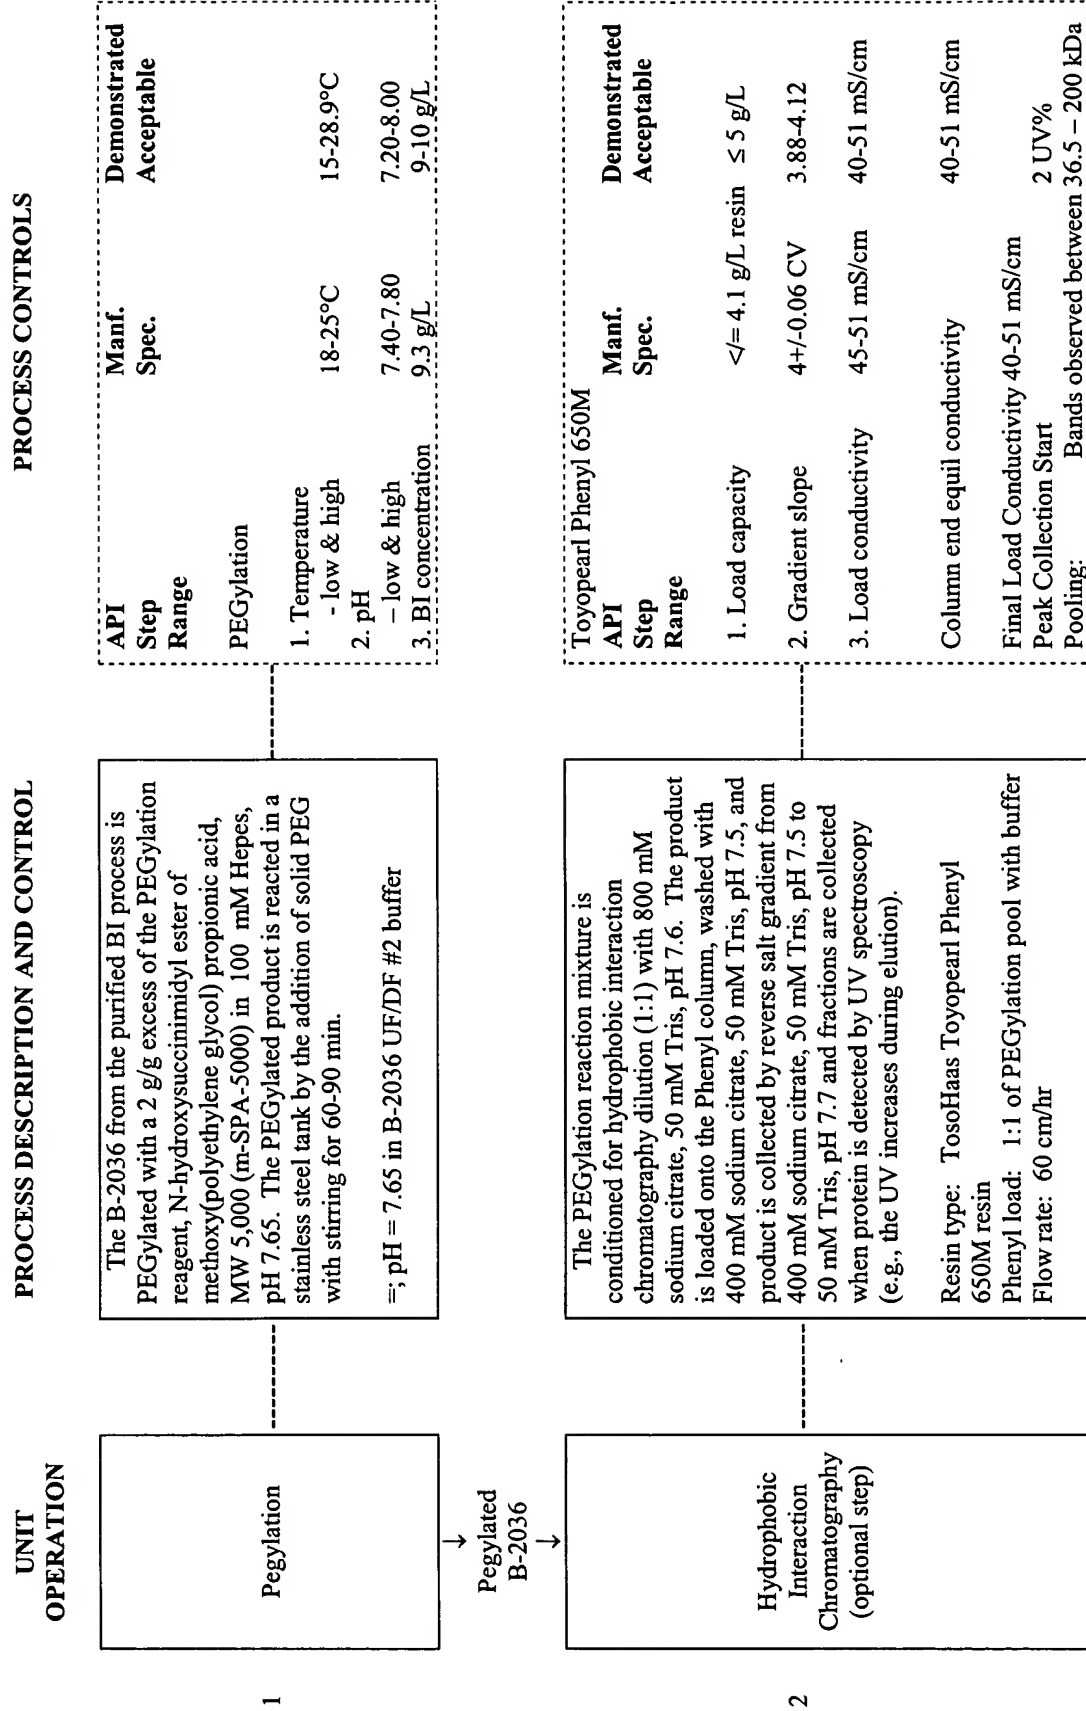 UNIT
OPERATION
PROCESS DESCRIPTION AND CONTROL
PROCESS CONTROLS
1
Pegylation
The B-2036 from the purified BI process is
PEGylated with a 2 g/g excess of the PEGylation
reagent, N-hydroxysuccinimidyl ester of
methoxy(polyethylene glycol) propionic acid,
MW 5,000 (m-SPA-5000) in 100 mM Hepes,
pH 7.65. The PEGylated product is reacted in a
stainless steel tank by the addition of solid PEG
with stirring for 60-90 min.
=; pH = 7.65 in B-2036 UF/DF #2 buffer
API Manf. Demonstrated
Step Spec. Acceptable
Range
PEGylation
1. Temperature
- low & high 18-25°C 15-28.9°C
2. pH
– low & high 7.40-7.80 7.20-8.00
3. BI concentration 9.3 g/L 9-10 g/L
↓
Pegylated
B-2036
↓
2
Hydrophobic
Interaction
Chromatography
(optional step)
The PEGylation reaction mixture is
conditioned for hydrophobic interaction
chromatography dilution (1:1) with 800 mM
sodium citrate, 50 mM Tris, pH 7.6. The product
is loaded onto the Phenyl column, washed with
400 mM sodium citrate, 50 mM Tris, pH 7.5, and
product is collected by reverse salt gradient from
400 mM sodium citrate, 50 mM Tris, pH 7.5 to
50 mM Tris, pH 7.7 and fractions are collected
when protein is detected by UV spectroscopy
(e.g., the UV increases during elution).
Resin type: TosoHaas Toyopearl Phenyl
650M resin
Phenyl load: 1:1 of PEGylation pool with buffer
Flow rate: 60 cm/hr
Toyopearl Phenyl 650M
API Manf. Demonstrated
Step Spec. Acceptable
Range
1. Load capacity </= 4.1 g/L resin ≤ 5 g/L
2. Gradient slope 4+/-0.06 CV 3.88-4.12
3. Load conductivity 45-51 mS/cm 40-51 mS/cm
Column end equil conductivity 40-51 mS/cm
Final Load Conductivity 40-51 mS/cm
Peak Collection Start 2 UV%
Pooling: Bands observed between 36.5 – 200 kDa